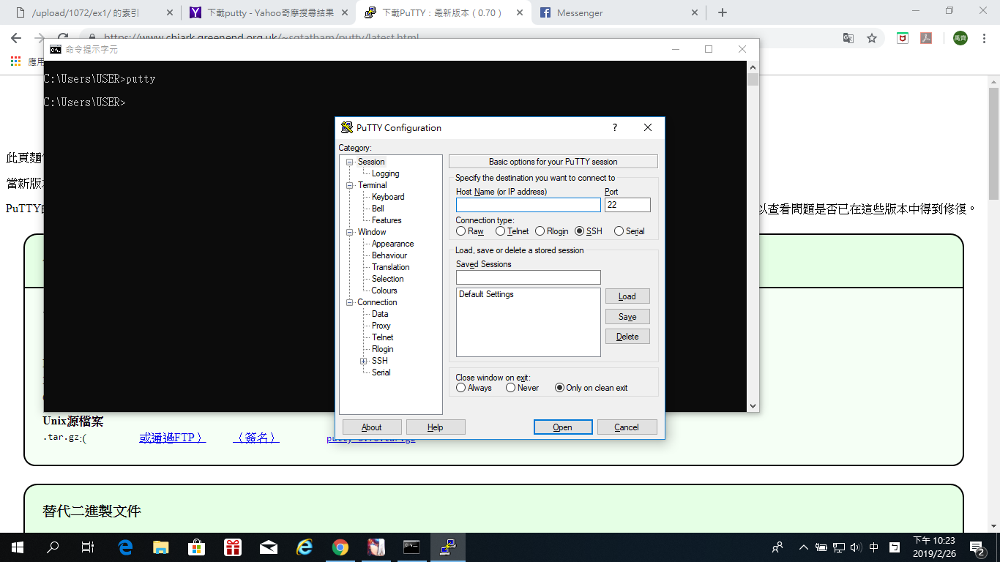 /upload/1072/ex1/ 的索引
下載putty - Yahoo奇摩搜尋結果
下載PuTTY：最新版本（0.70）
Messenger
https://www.chiark.greenend.org.uk/~sgtatham/putty/latest.html
禹齊
應用
命令提示字元
C:\Users\USER>putty
C:\Users\USER>
此頁麵
當新版
PuTTY
以查看問題是否已在這些版本中得到修復。
PuTTY Configuration
?
Category:
Session
Logging
Terminal
Keyboard
Bell
Features
Window
Appearance
Behaviour
Translation
Selection
Colours
Connection
Data
Proxy
Telnet
Rlogin
SSH
Serial
Basic options for your PuTTY session
Specify the destination you want to connect to
Host Name (or IP address) Port
22
Connection type:
Raw Telnet Rlogin SSH Serial
Load, save or delete a stored session
Saved Sessions
Default Settings
Load
Save
Delete
Close window on exit:
Always Never Only on clean exit
About Help Open Cancel
Unix源檔案
.tar.gz:( 或通過FTP） （簽名）
替代二進製文件
中
下午 10:23
2019/2/26
2